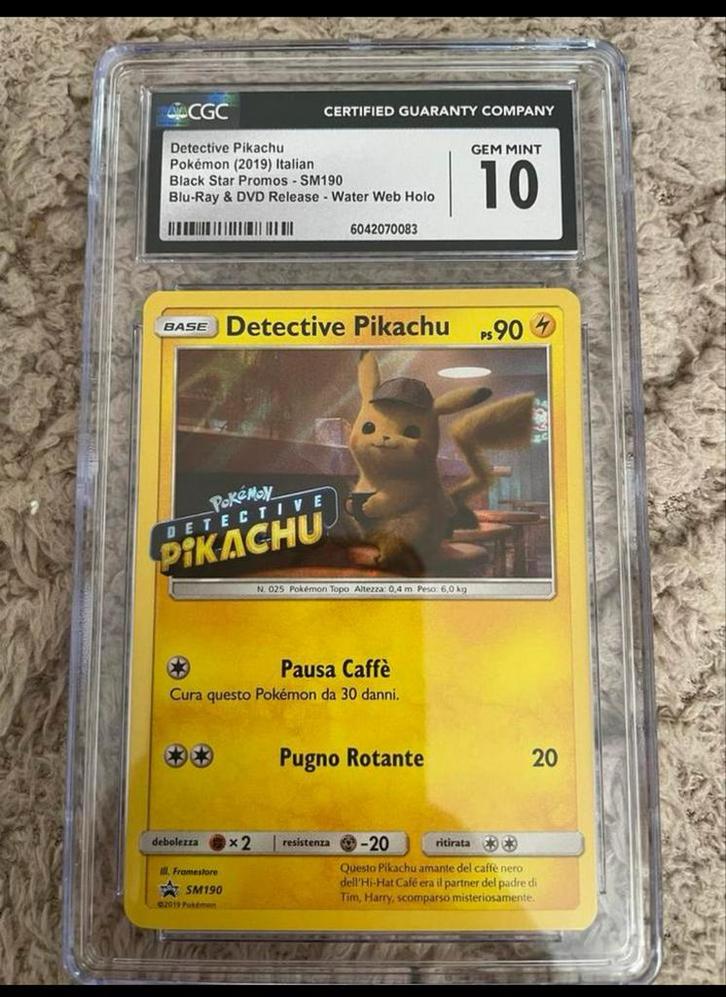 CGC
CERTIFIED GUARANTY COMPANY
Detective Pikachu
Pokémon (2019) Italian
Black Star Promos - SM190
Blu-Ray & DVD Release - Water Web Holo
GEM MINT
10
6042070083
BASE Detective Pikachu PS90
POKéMON
DETECTIVE
PiKACHU
N. 025 Pokémon Topo Altezza: 0,4 m Peso: 6,0 kg
Pausa Caffè
Cura questo Pokémon da 30 danni.
Pugno Rotante 20
debolezza ×2 resistenza -20 ritirata
Ill. Framestore
SM190
©2019 Pokémon
Questo Pikachu amante del caffè nero
dell'Hi-Hat Café era il partner del padre di
Tim, Harry, scomparso misteriosamente.